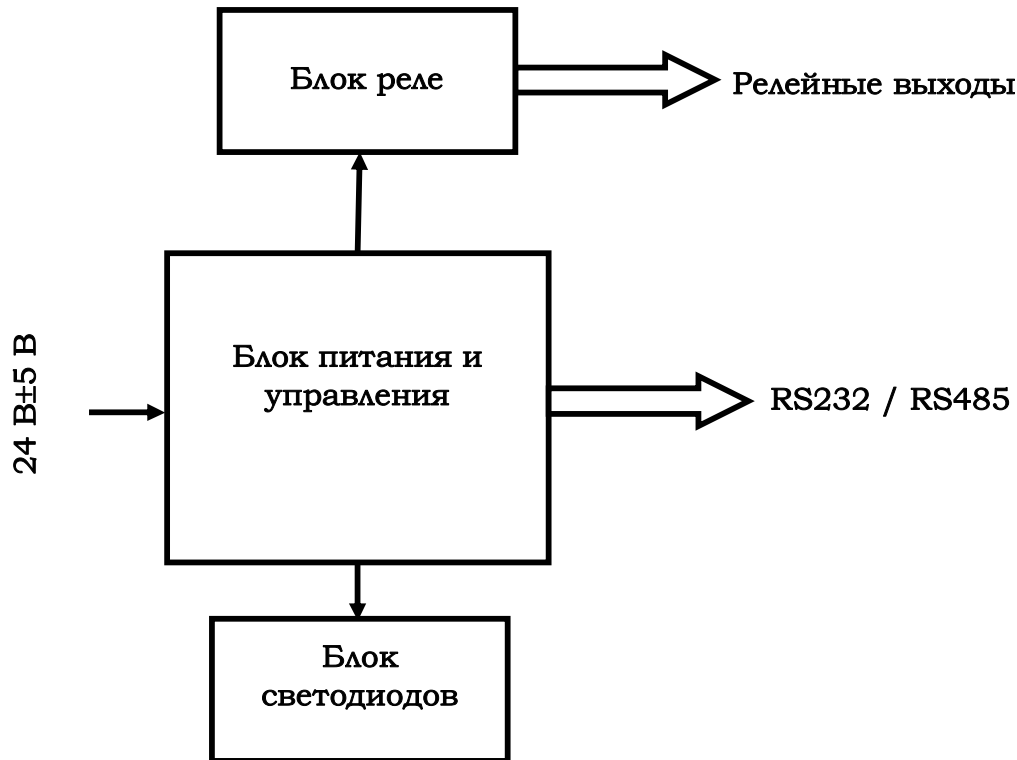 Блок реле
Релейные выходы
24 В±5 В
Блок питания и
управления
RS232 / RS485
Блок
светодиодов